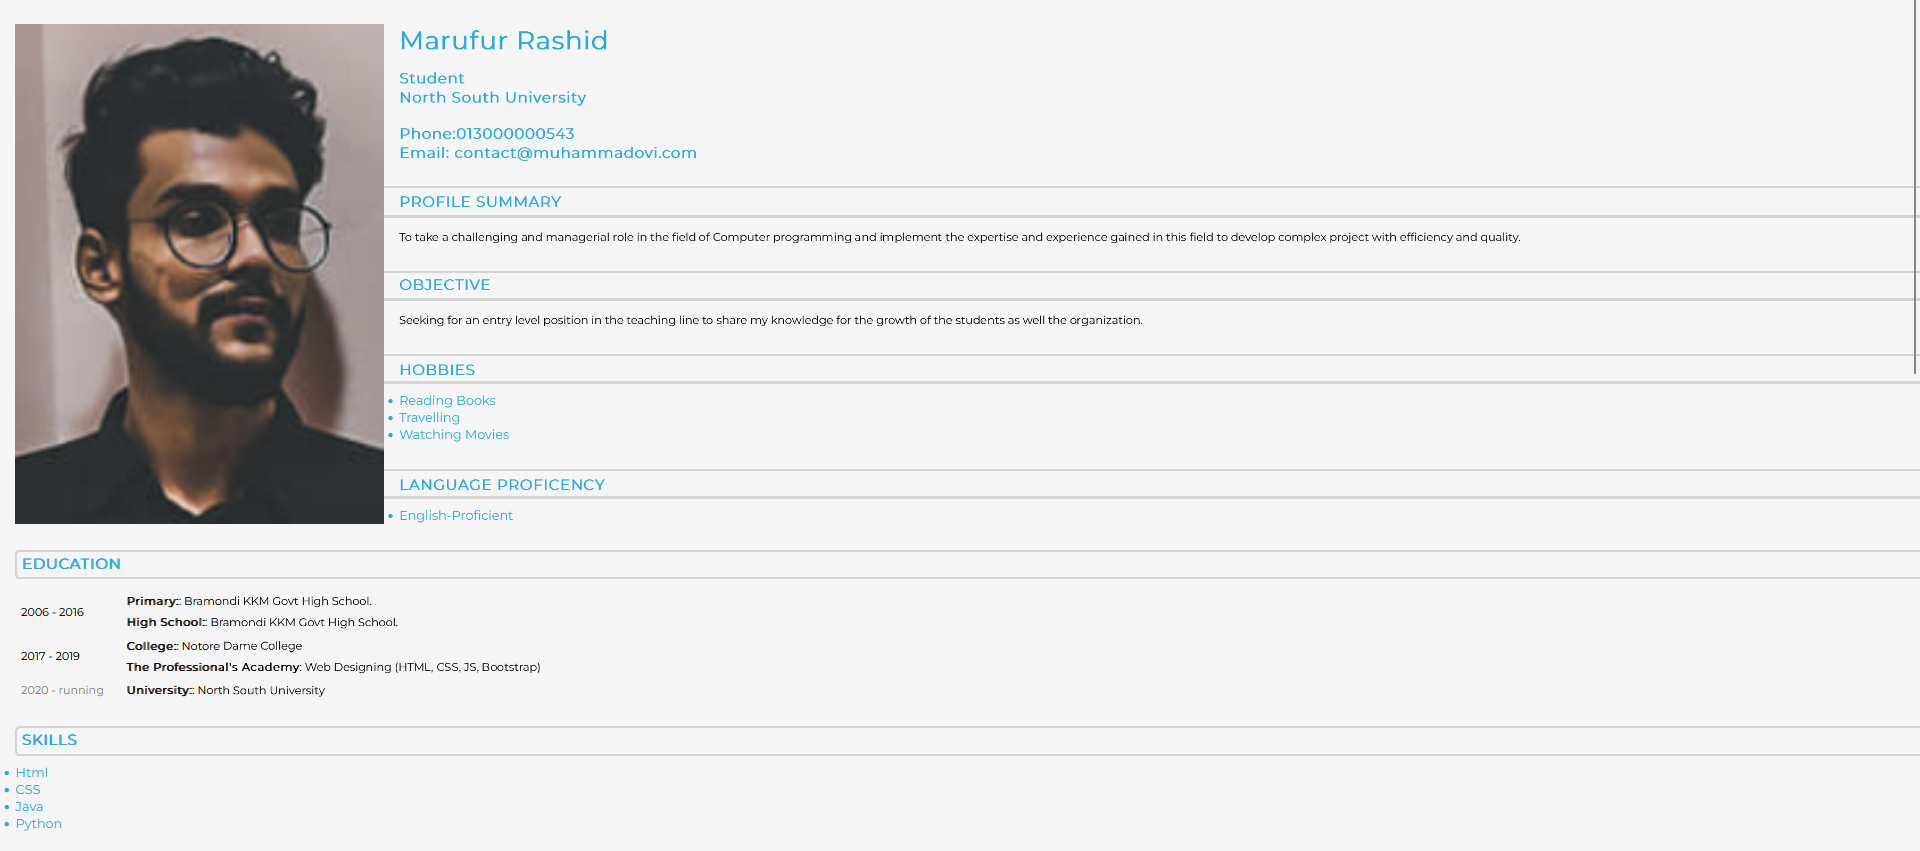 Marufur Rashid
Student
North South University
Phone:013000000543
Email: contact@muhammadovi.com
PROFILE SUMMARY
To take a challenging and managerial role in the field of Computer programming and implement the expertise and experience gained in this field to develop complex project with efficiency and quality.
OBJECTIVE
Seeking for an entry level position in the teaching line to share my knowledge for the growth of the students as well the organization.
HOBBIES
• Reading Books
• Travelling
• Watching Movies
LANGUAGE PROFICENCY
• English-Proficient
EDUCATION
2006 - 2016
Primary:: Bramondi KKM Govt High School.
High School:: Bramondi KKM Govt High School.
2017 - 2019
College:: Notore Dame College
The Professional's Academy: Web Designing (HTML, CSS, JS, Bootstrap)
2020 - running
University:: North South University
SKILLS
• Html
• CSS
• Java
• Python